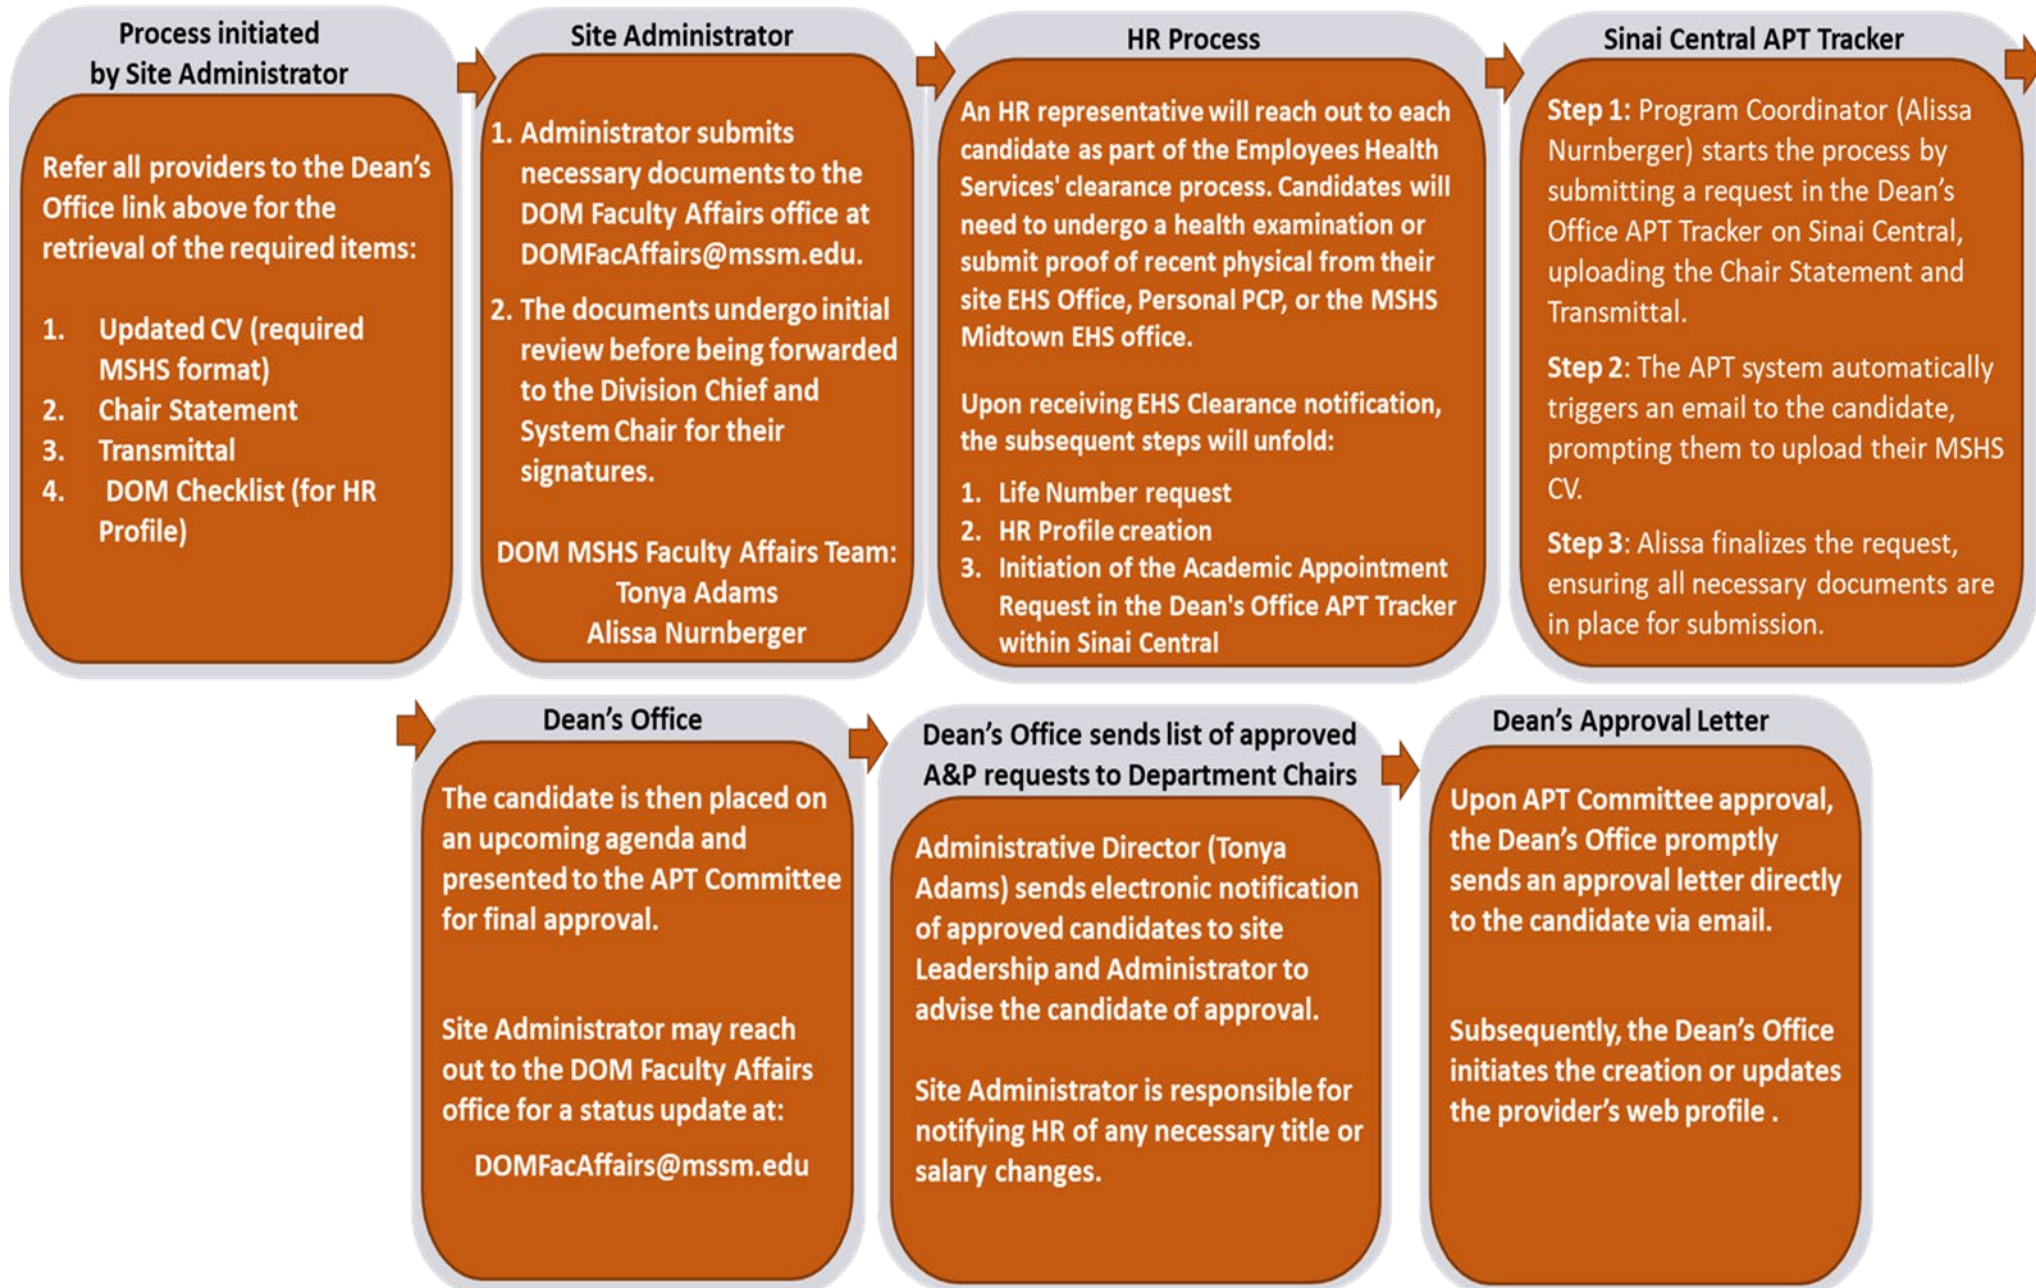 Process initiated
by Site Administrator
Refer all providers to the Dean's
Office link above for the
retrieval of the required items:
1. Updated CV (required
MSHS format)
2. Chair Statement
3. Transmittal
4. DOM Checklist (for HR
Profile)
Site Administrator
1. Administrator submits
necessary documents to the
DOM Faculty Affairs office at
DOMFacAffairs@mssm.edu.
2. The documents undergo initial
review before being forwarded
to the Division Chief and
System Chair for their
signatures.
DOM MSHS Faculty Affairs Team:
Tonya Adams
Alissa Nurnberger
HR Process
An HR representative will reach out to each
candidate as part of the Employees Health
Services' clearance process. Candidates will
need to undergo a health examination or
submit proof of recent physical from their
site EHS Office, Personal PCP, or the MSHS
Midtown EHS office.
Upon receiving EHS Clearance notification,
the subsequent steps will unfold:
1. Life Number request
2. HR Profile creation
3. Initiation of the Academic Appointment
Request in the Dean's Office APT Tracker
within Sinai Central
Sinai Central APT Tracker
Step 1: Program Coordinator (Alissa
Nurnberger) starts the process by
submitting a request in the Dean's
Office APT Tracker on Sinai Central,
uploading the Chair Statement and
Transmittal.
Step 2: The APT system automatically
triggers an email to the candidate,
prompting them to upload their MSHS
CV.
Step 3: Alissa finalizes the request,
ensuring all necessary documents are
in place for submission.
Dean's Office
The candidate is then placed on
an upcoming agenda and
presented to the APT Committee
for final approval.
Site Administrator may reach
out to the DOM Faculty Affairs
office for a status update at:
DOMFacAffairs@mssm.edu
Dean's Office sends list of approved
A&P requests to Department Chairs
Administrative Director (Tonya
Adams) sends electronic notification
of approved candidates to site
Leadership and Administrator to
advise the candidate of approval.
Site Administrator is responsible for
notifying HR of any necessary title or
salary changes.
Dean's Approval Letter
Upon APT Committee approval,
the Dean's Office promptly
sends an approval letter directly
to the candidate via email.
Subsequently, the Dean's Office
initiates the creation or updates
the provider's web profile .